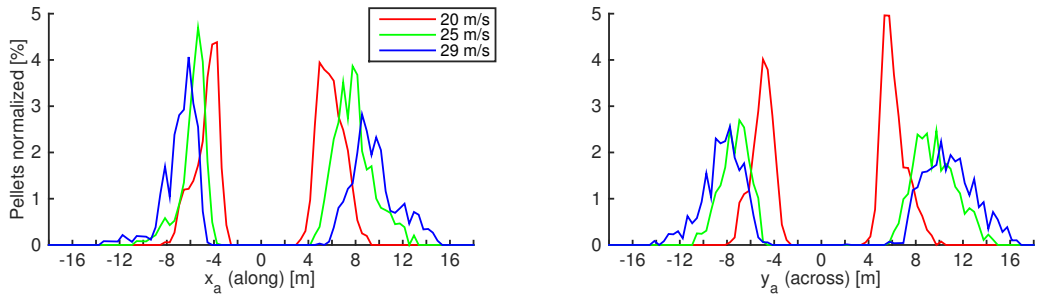 Pellets normalized [%]
5
4
3
2
1
0
20 m/s
25 m/s
29 m/s
-16 -12 -8 -4 0 4 8 12 16
x_a (along) [m]
5
4
3
2
1
0
-16 -12 -8 -4 0 4 8 12 16
y_a (across) [m]